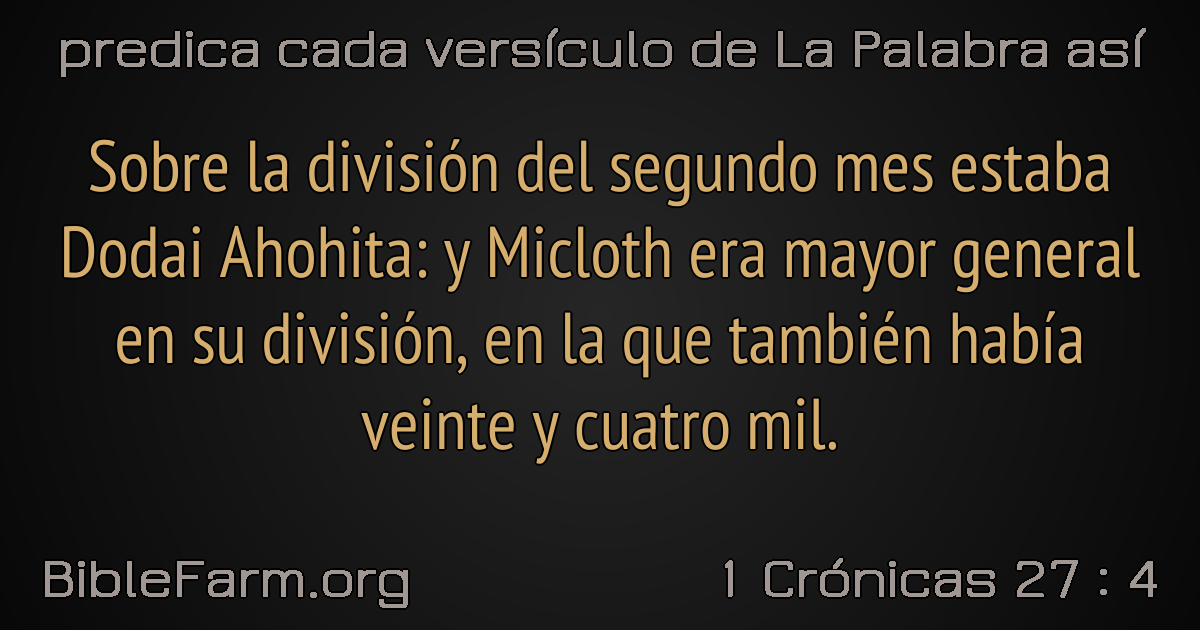 predica cada versículo de La Palabra así
Sobre la división del segundo mes estaba
Dodai Ahohita: y Micloth era mayor general
en su división, en la que también había
veinte y cuatro mil.
BibleFarm.org
1 Crónicas 27 : 4